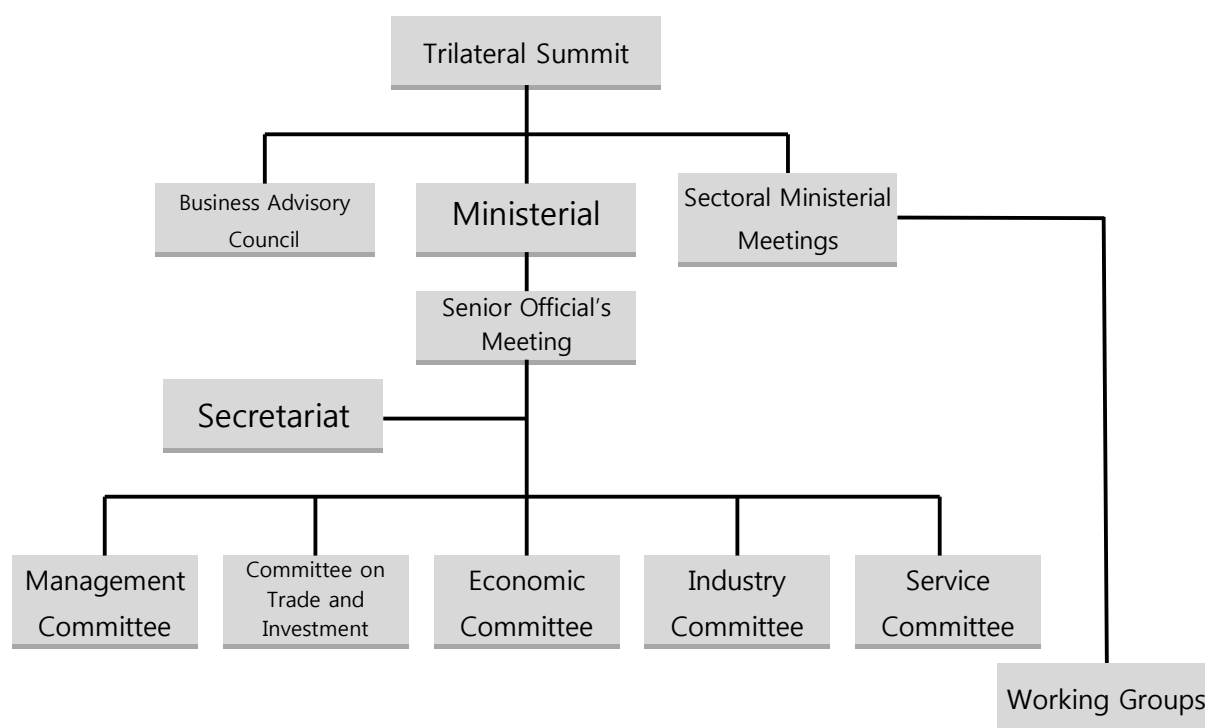 Trilateral Summit
Business Advisory
Council
Ministerial
Sectoral Ministerial
Meetings
Senior Official’s
Meeting
Secretariat
Management
Committee
Committee on
Trade and
Investment
Economic
Committee
Industry
Committee
Service
Committee
Working Groups